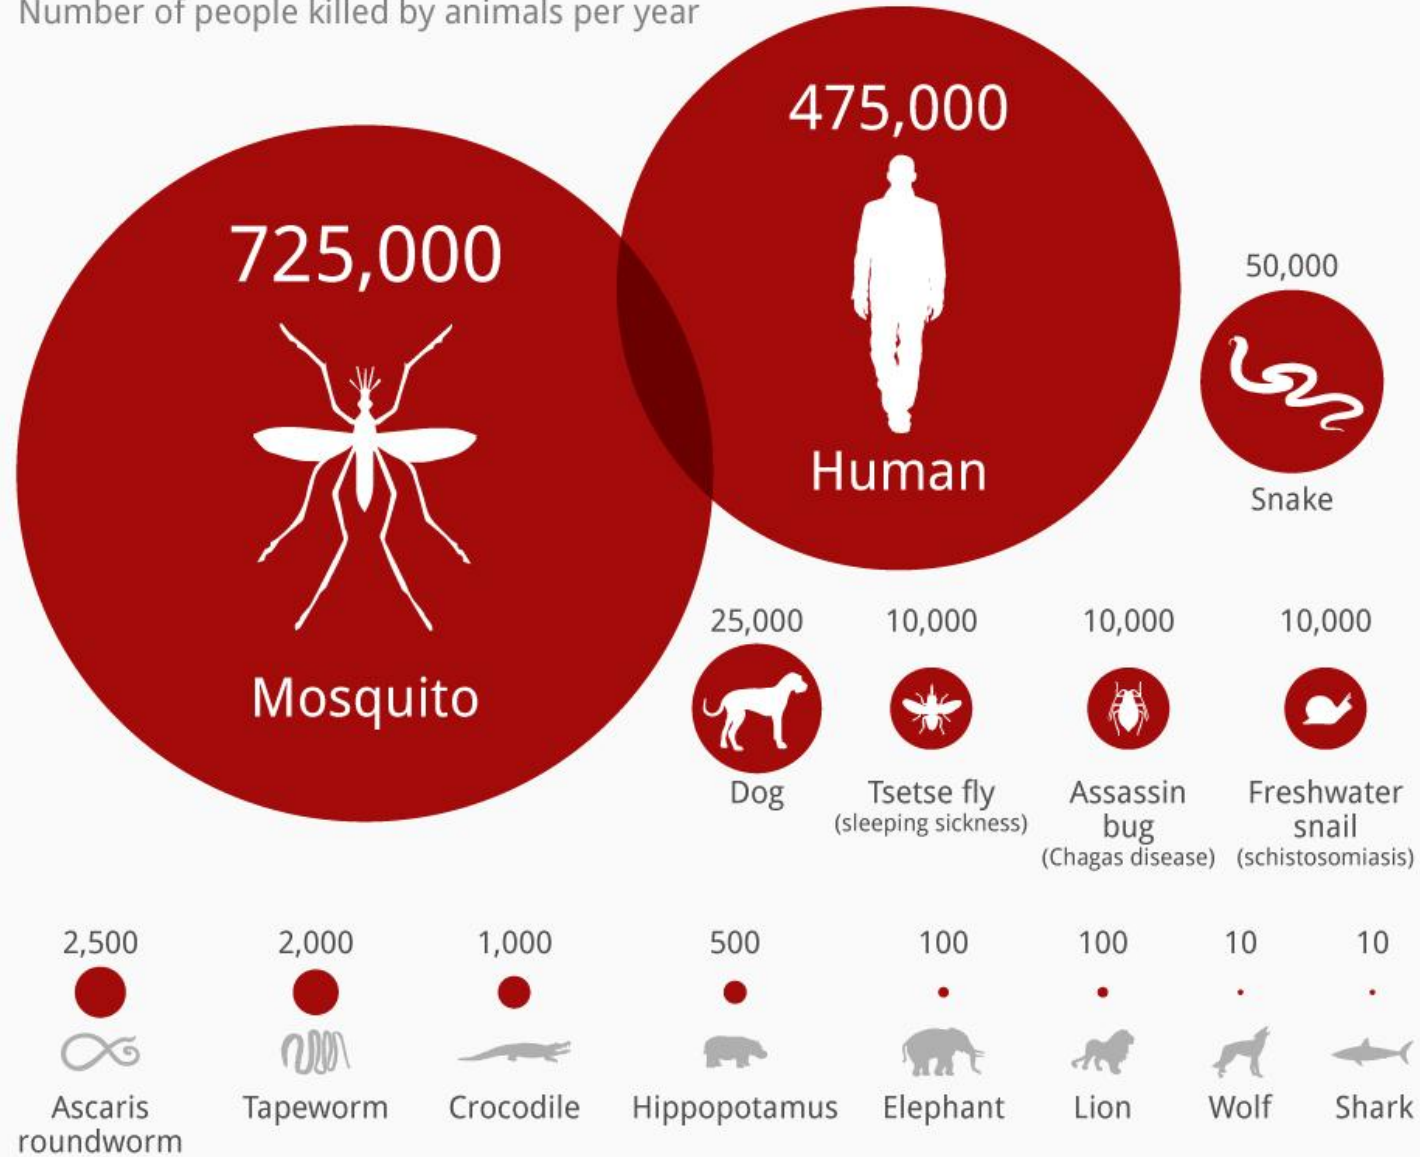 Number of people killed by animals per year
475,000
Human
725,000
Mosquito
50,000
Snake
25,000
Dog
10,000
Tsetse fly
(sleeping sickness)
10,000
Assassin
bug
(Chagas disease)
10,000
Freshwater
snail
(schistosomiasis)
2,500
Ascaris
roundworm
2,000
Tapeworm
1,000
Crocodile
500
Hippopotamus
100
Elephant
100
Lion
10
Wolf
10
Shark